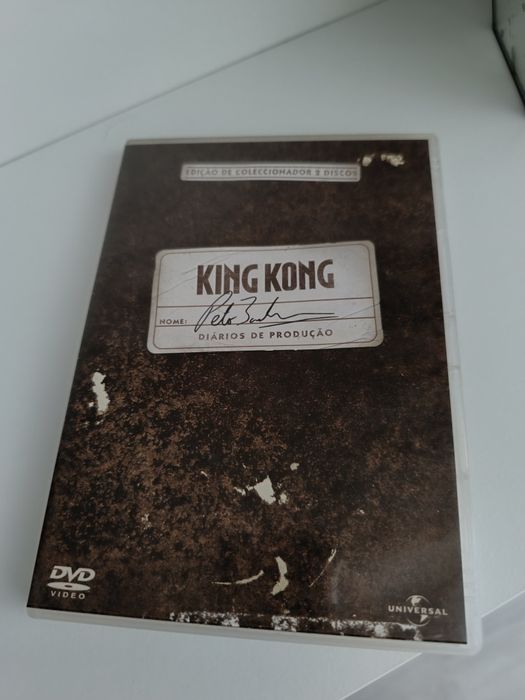 EDIÇÃO DE COLECCIONADOR 2 DISCOS
KING KONG
NOME:
DIÁRIOS DE PRODUÇÃO
DVD
VIDEO
UNIVERSAL